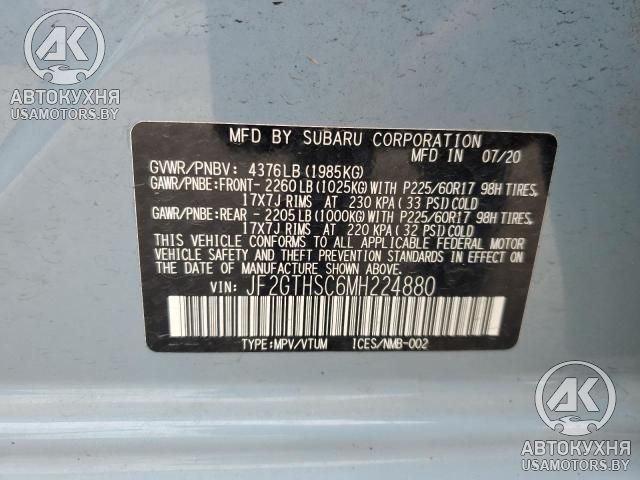 AK
АВТОКУХНЯ
USAMOTORS.BY
AK
АВТОКУХНЯ
USAMOTORS.BY
MFD BY SUBARU CORPORATION
GVWR/PNBV: 4376LB (1985KG) MFD IN 07/20
GAWR/PNBE:FRONT- 2260LB(1025KG)WITH P225/60R17 98H TIRES,
17X7J RIMS AT 230 KPA ( 33 PSI) COLD
GAWR/PNBE:REAR - 2205LB(1000KG)WITH P225/60R17 98H TIRES,
17X7J RIMS AT 220 KPA ( 32 PSI) COLD
THIS VEHICLE CONFORMS TO ALL APPLICABLE FEDERAL MOTOR
VEHICLE SAFETY, THEFT PREVENTION STANDARDS IN EFFECT
ON THE DATE OF MANUFACTURE SHOWN ABOVE.
VIN: JF2GTHSC6MH224880
TYPE:MPV/VTUM ICES/NMB-002
AK
АВТОКУХНЯ
USAMOTORS.BY